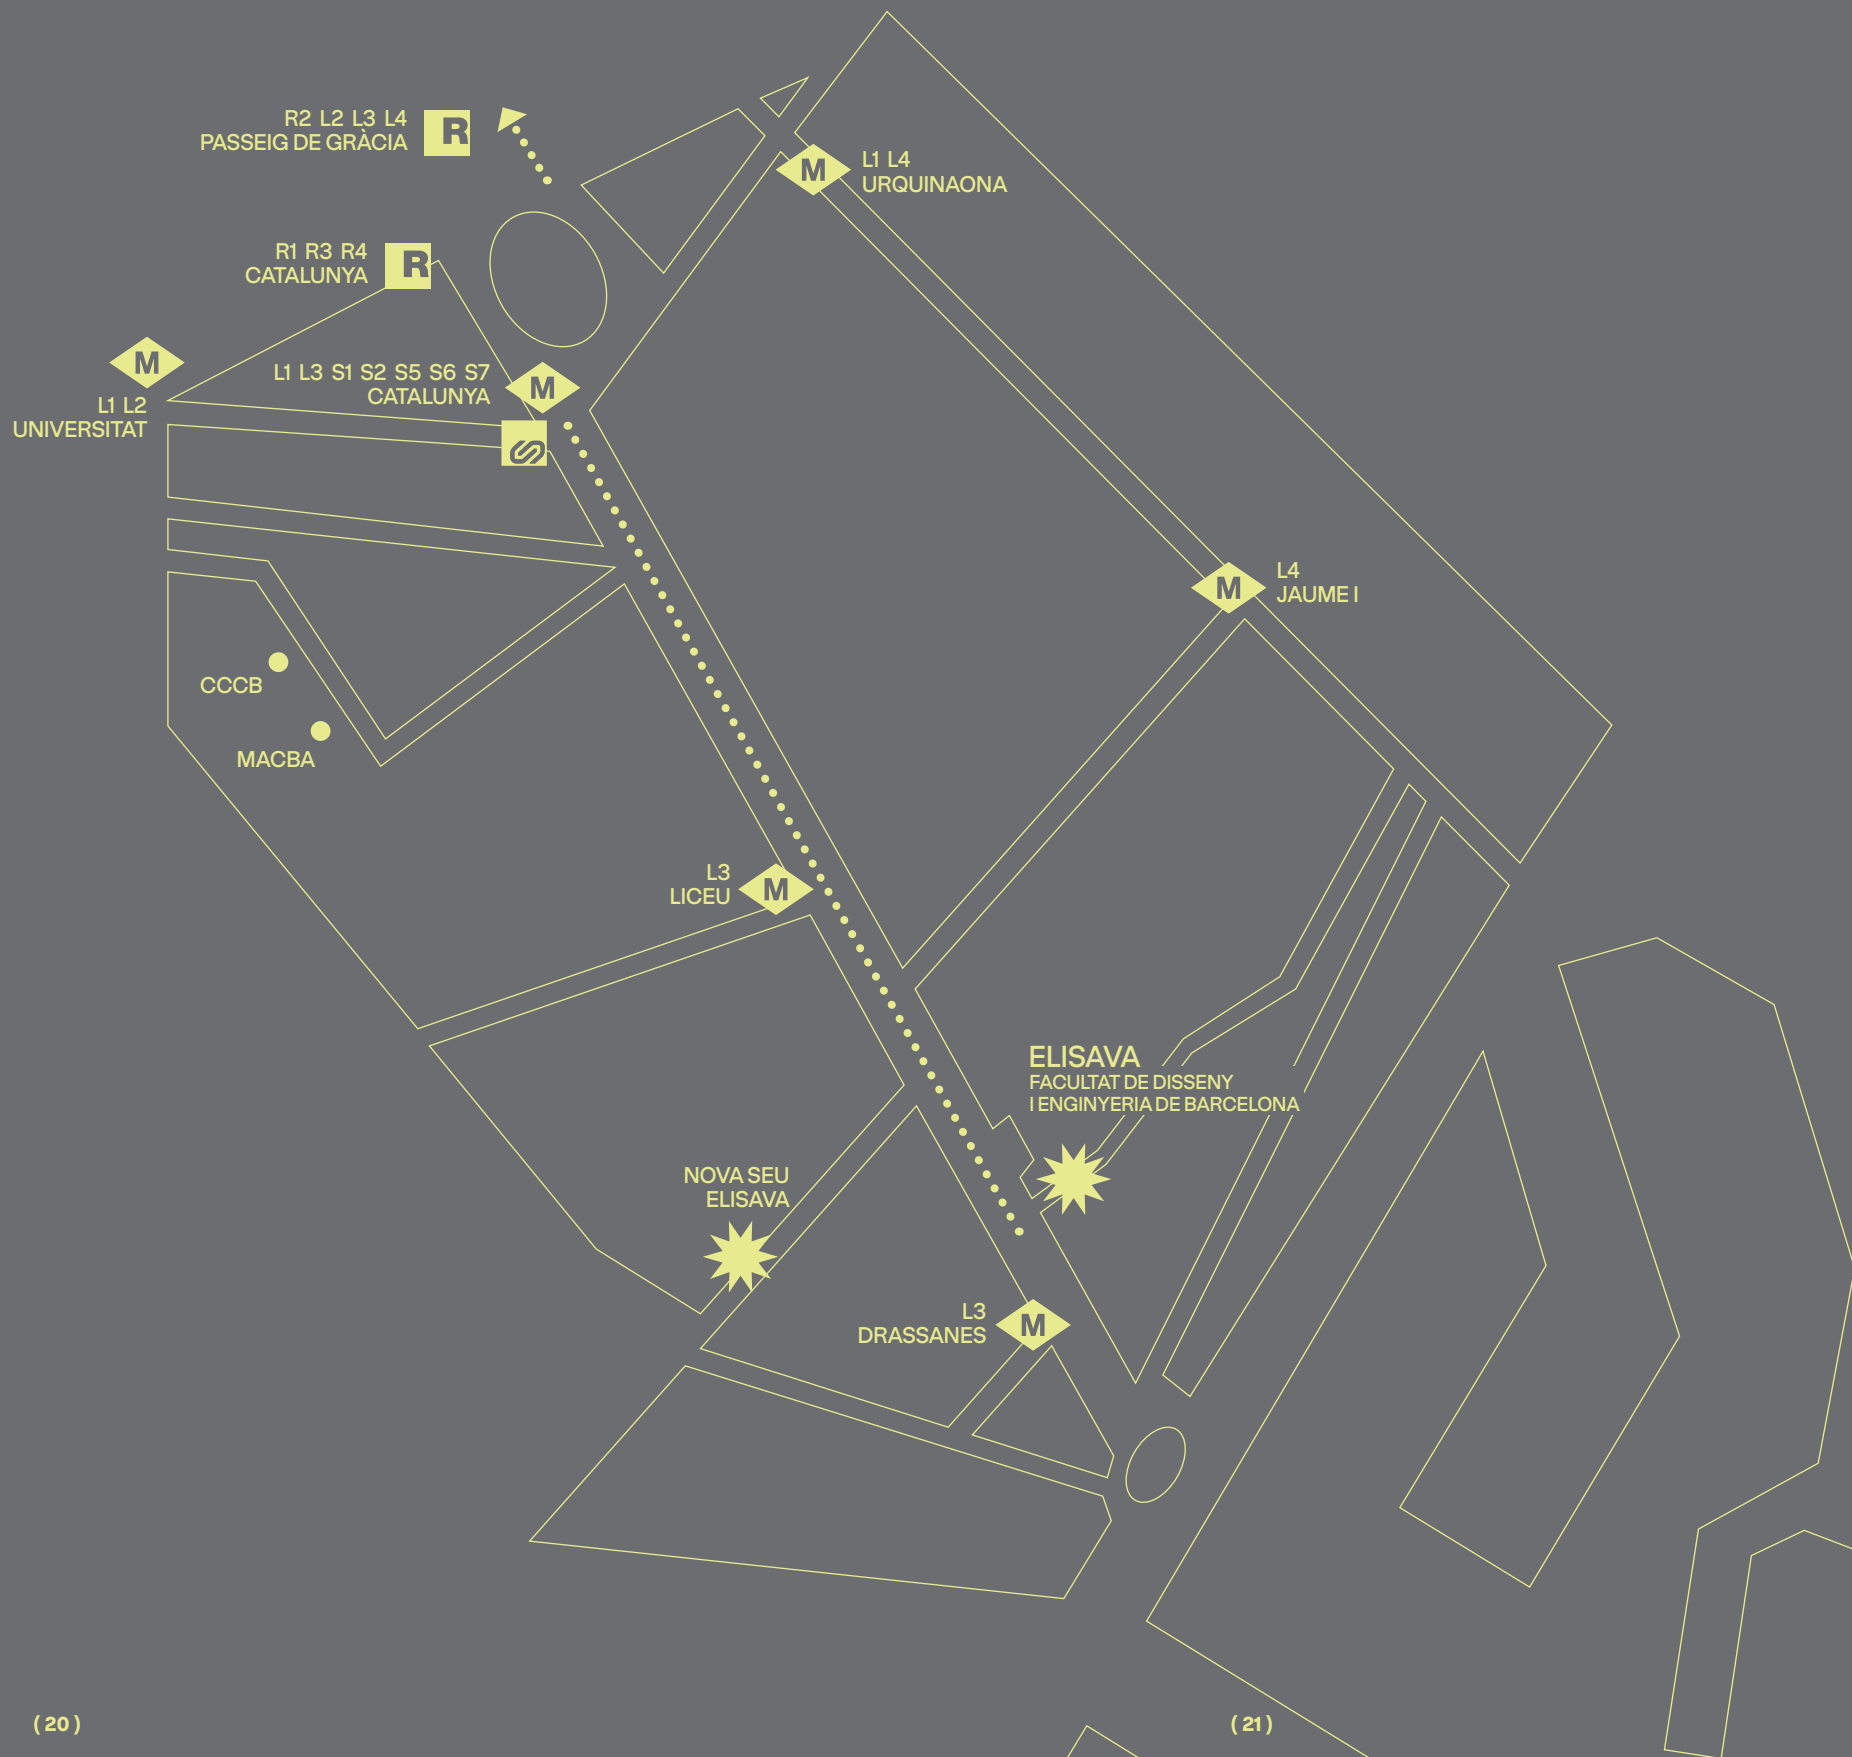 R2 L2 L3 L4
PASSEIG DE GRÀCIA
R
M
L1 L4
URQUINAONA
R1 R3 R4
CATALUNYA
R
M
L1 L2
UNIVERSITAT
L1 L3 S1 S2 S5 S6 S7
CATALUNYA
M
M
L4
JAUME I
CCCB
MACBA
L3
LICEU
M
ELISAVA
FACULTAT DE DISSENY
I ENGINYERIA DE BARCELONA
NOVA SEU
ELISAVA
L3
DRASSANES
M
(20)
(21)